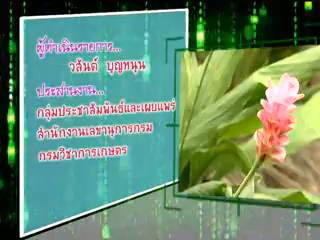 ผู้ดำเนินรายการ...
วสันต์ บุญหนุน
ประสานงาน...
กลุ่มประชาสัมพันธ์และเผยแพร่
สำนักงานเลขานุการกรม
กรมวิชาการเกษตร